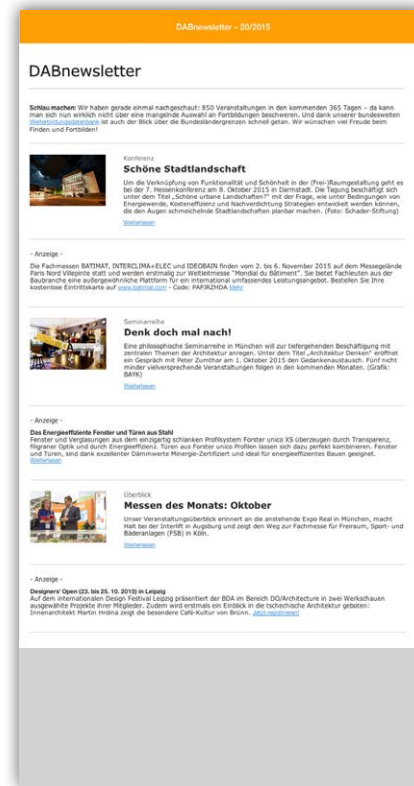 DABnewsletter – 20/2015
DABnewsletter
Schlau machen: Wir haben gerade einmal nachgeschaut: 850 Veranstaltungen in den kommenden 365 Tagen – da kann
man sich nun wirklich nicht über eine mangelnde Auswahl an Fortbildungen beschweren. Und dank unserer bundesweiten
Weiterbildungsdatenbank ist auch der Blick über die Bundesländergrenzen schnell getan. Wir wünschen viel Freude beim
Finden und Fortbilden!
Konferenz
Schöne Stadtlandschaft
Um die Verknüpfung von Funktionalität und Schönheit in der (Frei-)Raumgestaltung geht es
bei der 7. Hessenkonferenz am 8. Oktober 2015 in Darmstadt. Die Tagung beschäftigt sich
unter dem Titel „Schöne urbane Landschaften?" mit der Frage, wie unter Bedingungen von
Energiewende, Kosteneffizienz und Nachverdichtung Strategien entwickelt werden können,
die den Augen schmeichelnde Stadtlandschaften planbar machen. (Foto: Schader-Stiftung)
Weiterlesen
- Anzeige -
Die Fachmessen BATIMAT, INTERCLIMA+ELEC und IDEOBAIN finden vom 2. bis 6. November 2015 auf dem Messegelände
Paris Nord Villepinte statt und werden erstmalig zur Weltleitmesse "Mondial du Bâtiment". Sie bietet Fachleuten aus der
Baubranche eine außergewöhnliche Plattform für ein international umfassendes Leistungsangebot. Bestellen Sie Ihre
kostenlose Eintrittskarte auf www.batimat.com - Code: PAPJRZHDA Mehr
Seminarreihe
Denk doch mal nach!
Eine philosophische Seminarreihe in München will zur tiefergehenden Beschäftigung mit
zentralen Themen der Architektur anregen. Unter dem Titel „Architektur Denken" eröffnet
ein Gespräch mit Peter Zumthor am 1. Oktober 2015 den Gedankenaustausch. Fünf nicht
minder vielversprechende Veranstaltungen folgen in den kommenden Monaten. (Grafik:
BAYK)
Weiterlesen
- Anzeige -
Das Energieeffiziente Fenster und Türen aus Stahl
Fenster und Verglasungen aus dem einzigartig schlanken Profilsystem Forster unico XS überzeugen durch Transparenz,
filigraner Optik und durch Energieeffizienz. Türen aus Forster unico Profilen lassen sich dazu perfekt kombinieren. Fenster
und Türen, sind dank exzellenter Dämmwerte Minergie-Zertifiziert und ideal für energieeffizientes Bauen geeignet.
Weiterlesen
Überblick
Messen des Monats: Oktober
Unser Veranstaltungsüberblick erinnert an die anstehende Expo Real in München, macht
Halt bei der Interlift in Augsburg und zeigt den Weg zur Fachmesse für Freiraum, Sport- und
Bäderanlagen (FSB) in Köln.
Weiterlesen
- Anzeige -
Designers' Open (23. bis 25. 10. 2015) in Leipzig
Auf dem internationalen Design Festival Leipzig präsentiert der BDA im Bereich DO/Architecture in zwei Werkschauen
ausgewählte Projekte ihrer Mitglieder. Zudem wird erstmals ein Einblick in die tschechische Architektur geboten:
Innenarchitekt Martin Hrdina zeigt die besondere Café-Kultur von Brünn. Jetzt registrieren!